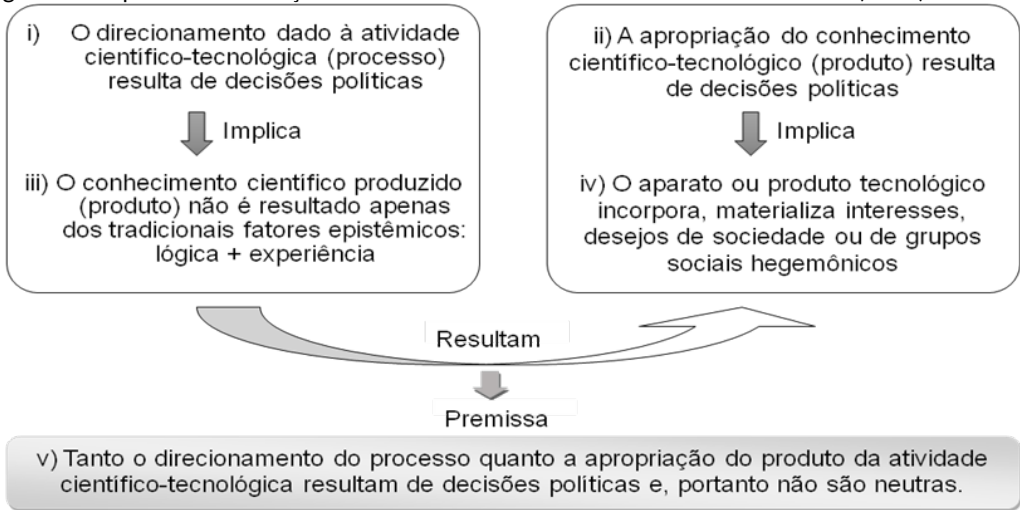 i) O direcionamento dado à atividade
científico-tecnológica (processo)
resulta de decisões políticas
Implica
iii) O conhecimento científico produzido
(produto) não é resultado apenas
dos tradicionais fatores epistêmicos:
lógica + experiência
ii) A apropriação do conhecimento
científico-tecnológico (produto) resulta
de decisões políticas
Implica
iv) O aparato ou produto tecnológico
incorpora, materializa interesses,
desejos de sociedade ou de grupos
sociais hegemônicos
Resultam
Premissa
v) Tanto o direcionamento do processo quanto a apropriação do produto da atividade
científico-tecnológica resultam de decisões políticas e, portanto não são neutras.